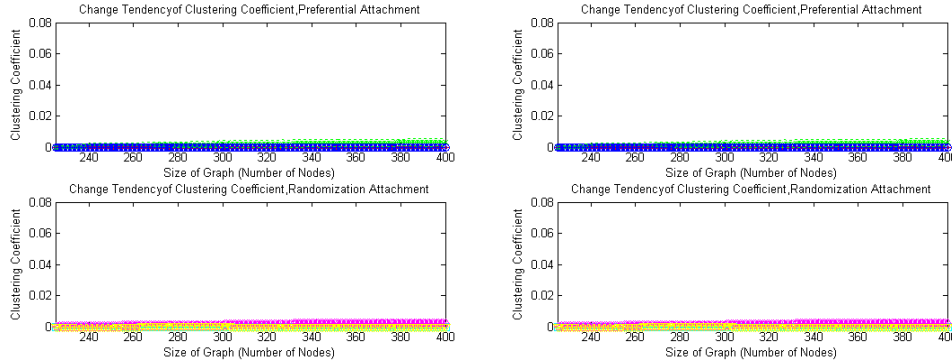 Change Tendencyof Clustering Coefficient,Preferential Attachment
0.08
0.06
0.04
0.02
0
Clustering Coefficient
240 260 280 300 320 340 360 380 400
Size of Graph (Number of Nodes)
Change Tendencyof Clustering Coefficient,Preferential Attachment
0.08
0.06
0.04
0.02
0
Clustering Coefficient
240 260 280 300 320 340 360 380 400
Size of Graph (Number of Nodes)
Change Tendencyof Clustering Coefficient,Randomization Attachment
0.08
0.06
0.04
0.02
0
Clustering Coefficient
240 260 280 300 320 340 360 380 400
Size of Graph (Number of Nodes)
Change Tendencyof Clustering Coefficient,Randomization Attachment
0.08
0.06
0.04
0.02
0
Clustering Coefficient
240 260 280 300 320 340 360 380 400
Size of Graph (Number of Nodes)